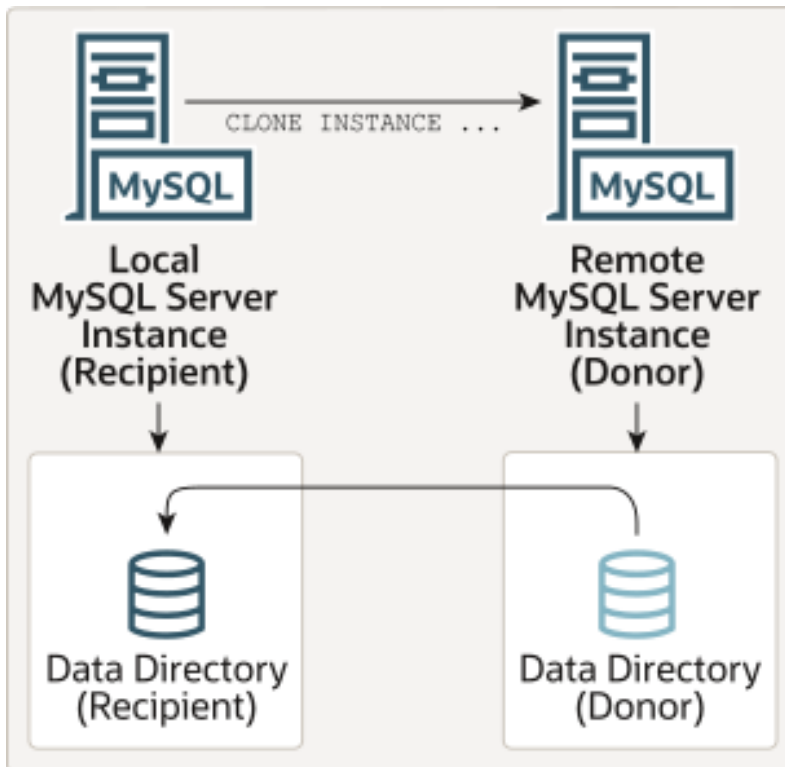 CLONE INSTANCE ...
MySQL
MySQL
Local
MySQL Server
Instance
(Recipient)
Remote
MySQL Server
Instance
(Donor)
Data Directory
(Recipient)
Data Directory
(Donor)